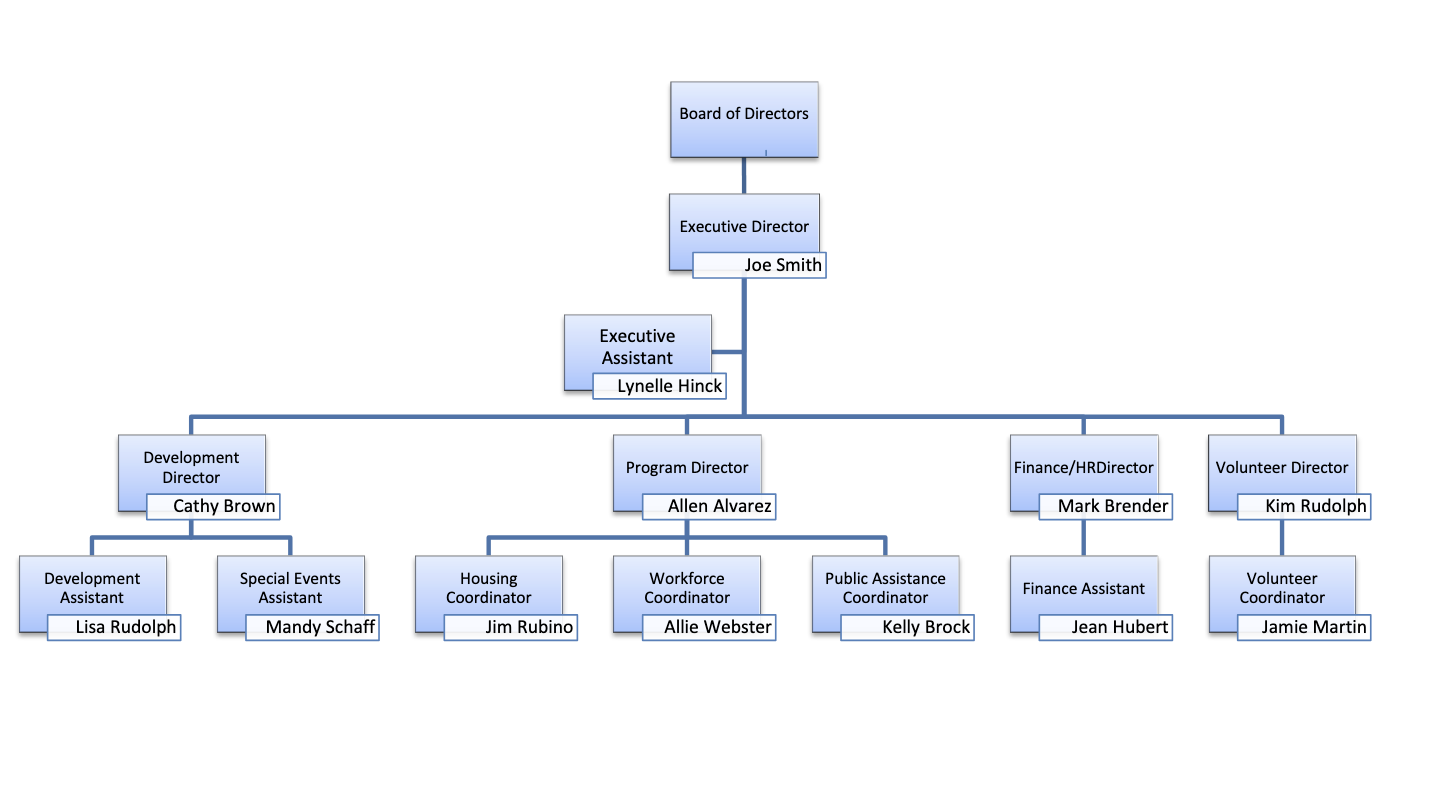 Board of Directors
Executive Director
Joe Smith
Executive
Assistant
Lynelle Hinck
Development
Director
Cathy Brown
Program Director
Allen Alvarez
Finance/HRDirector
Mark Brender
Volunteer Director
Kim Rudolph
Development
Assistant
Lisa Rudolph
Special Events
Assistant
Mandy Schaff
Housing
Coordinator
Jim Rubino
Workforce
Coordinator
Allie Webster
Public Assistance
Coordinator
Kelly Brock
Finance Assistant
Jean Hubert
Volunteer
Coordinator
Jamie Martin